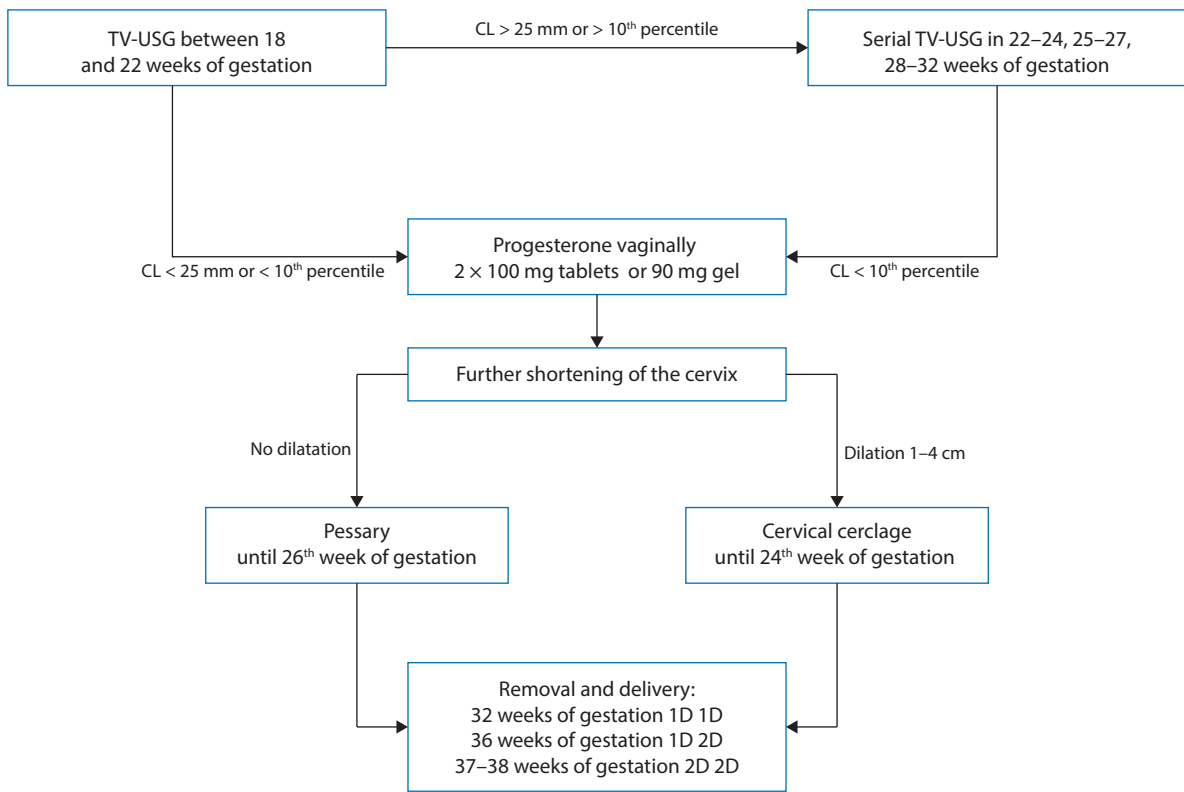 TV-USG between 18
and 22 weeks of gestation
CL > 25 mm or > 10th percentile
Serial TV-USG in 22–24, 25–27,
28–32 weeks of gestation
CL < 25 mm or < 10th percentile
Progesterone vaginally
2 × 100 mg tablets or 90 mg gel
CL < 10th percentile
Further shortening of the cervix
No dilatation
Dilation 1–4 cm
Pessary
until 26th week of gestation
Cervical cerclage
until 24th week of gestation
Removal and delivery:
32 weeks of gestation 1D 1D
36 weeks of gestation 1D 2D
37–38 weeks of gestation 2D 2D